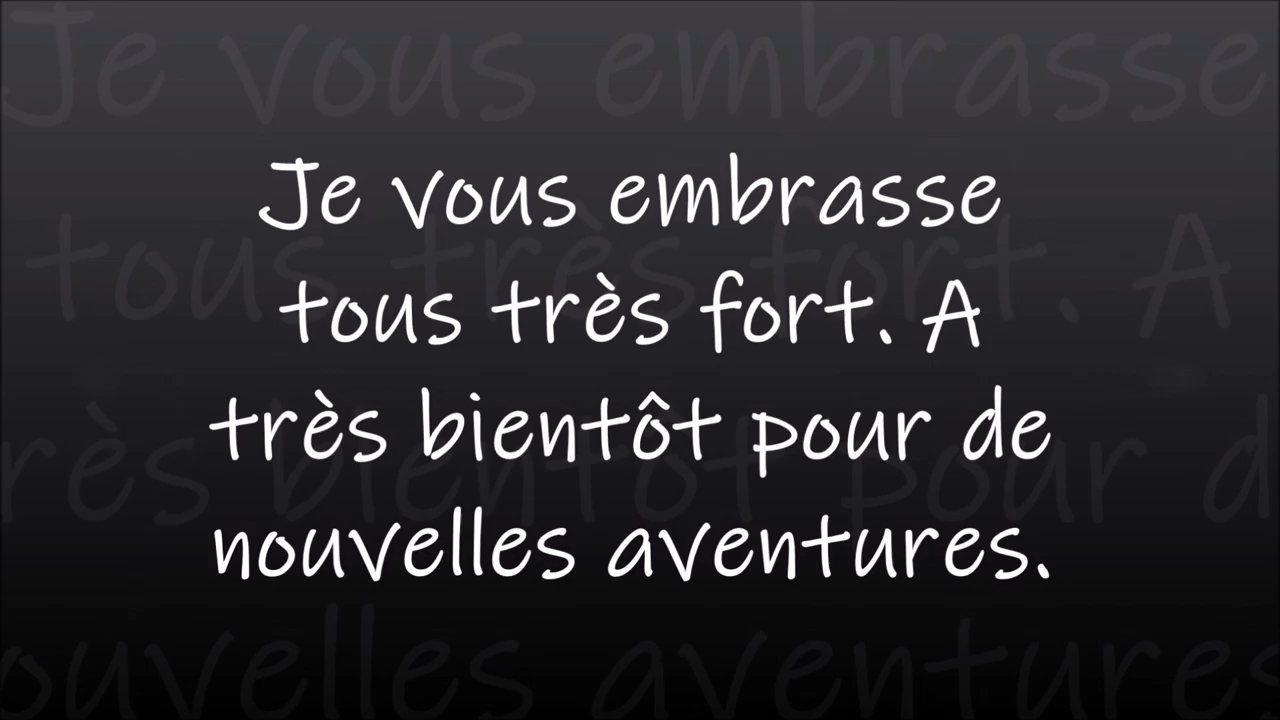 Je vous embrasse
tous très fort. A
très bientôt pour de
nouvelles aventures.